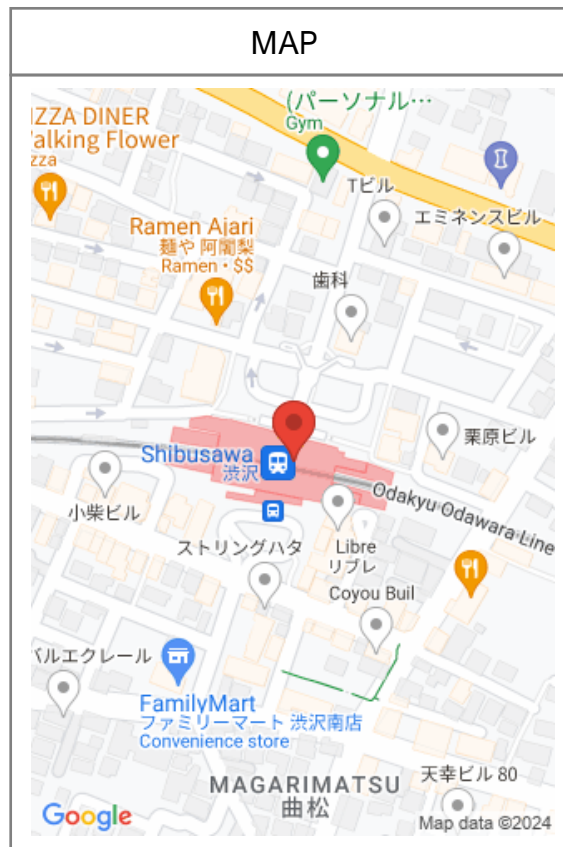 MAP
(パーソナル…
Gym
IZZA DINER
alking Flower
zza
Tビル
エミネンスビル
Ramen Ajari
麺や 阿闍梨
Ramen・$$
歯科
栗原ビル
Shibusawa
渋沢
Odakyu Odawara Line
小柴ビル
ストリングハタ
Libre
リブレ
Coyou Buil
バルエクレール
FamilyMart
ファミリーマート 渋沢南店
Convenience store
MAGARIMATSU
曲松
天幸ビル 80
Google
Map data ©2024